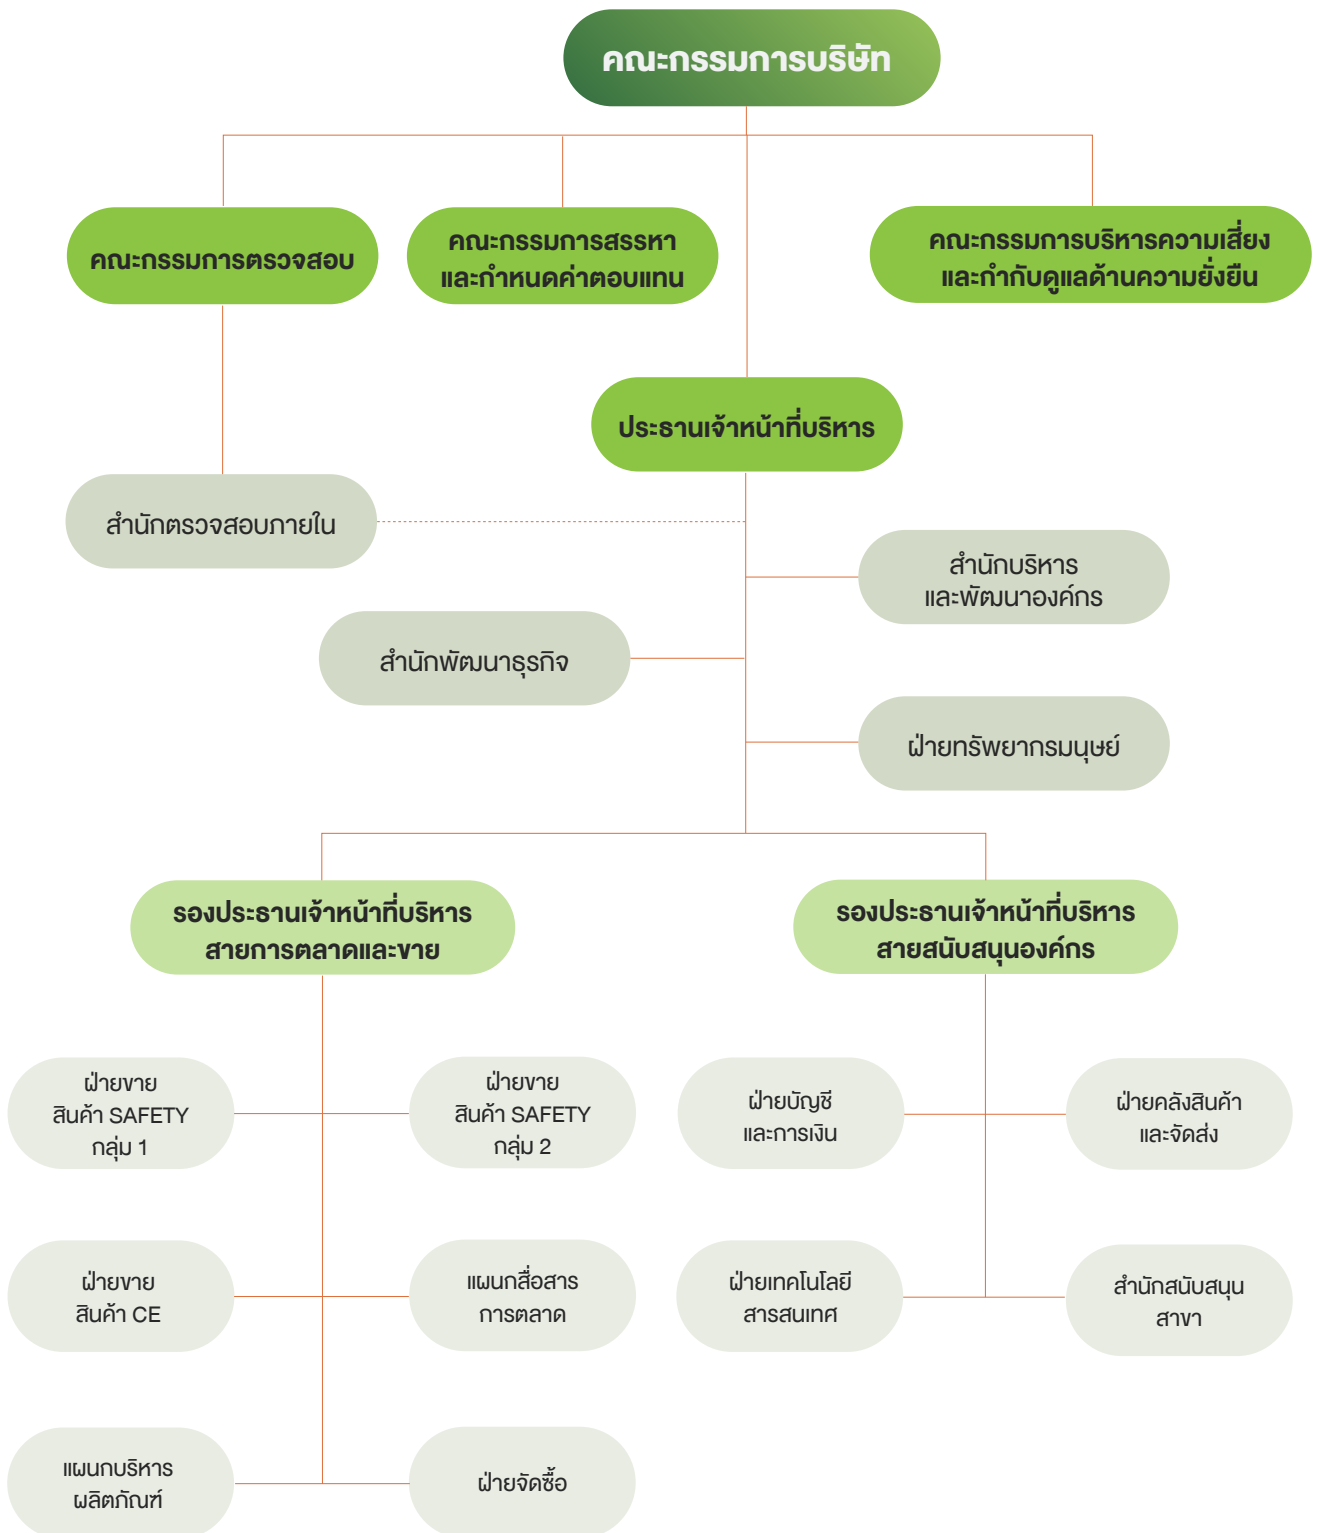 คณะกรรมการบริษัท
คณะกรรมการตรวจสอบ
คณะกรรมการสรรหา
และกำหนดค่าตอบแทน
คณะกรรมการบริหารความเสี่ยง
และกำกับดูแลด้านความยั่งยืน
ประธานเจ้าหน้าที่บริหาร
สำนักตรวจสอบภายใน
สำนักบริหาร
และพัฒนาองค์กร
สำนักพัฒนาธุรกิจ
ฝ่ายทรัพยากรมนุษย์
รองประธานเจ้าหน้าที่บริหาร
สายการตลาดและขาย
รองประธานเจ้าหน้าที่บริหาร
สายสนับสนุนองค์กร
ฝ่ายขาย
สินค้า SAFETY
กลุ่ม 1
ฝ่ายขาย
สินค้า SAFETY
กลุ่ม 2
ฝ่ายบัญชี
และการเงิน
ฝ่ายคลังสินค้า
และจัดส่ง
ฝ่ายขาย
สินค้า CE
แผนกสื่อสาร
การตลาด
ฝ่ายเทคโนโลยี
สารสนเทศ
สำนักสนับสนุน
สาขา
แผนกบริหาร
ผลิตภัณฑ์
ฝ่ายจัดซื้อ